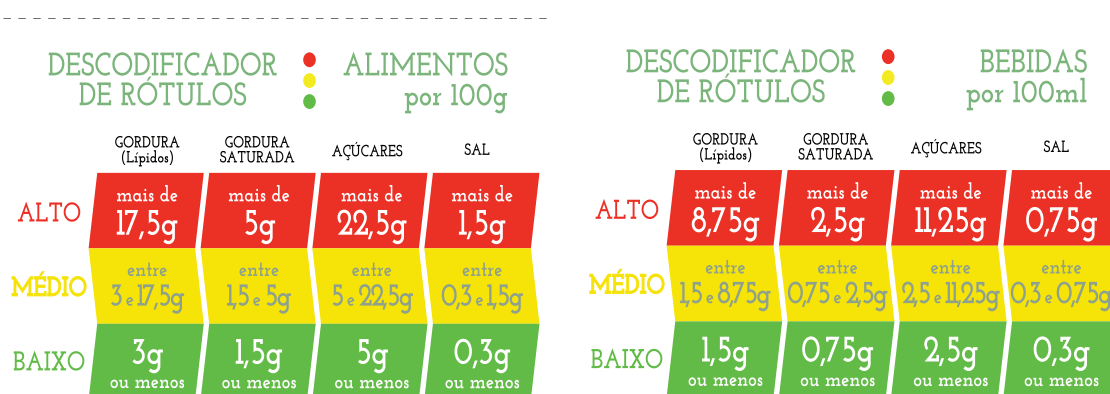 DESCODIFICADOR
DE RÓTULOS
ALIMENTOS
por 100g
GORDURA
(Lípidos)
GORDURA
SATURADA
AÇÚCARES
SAL
ALTO
mais de
17,5g
mais de
5g
mais de
22,5g
mais de
1,5g
MÉDIO
entre
3 e 17,5g
entre
1,5 e 5g
entre
5 e 22,5g
entre
0,3 e 1,5g
BAIXO
3g
ou menos
1,5g
ou menos
5g
ou menos
0,3g
ou menos
DESCODIFICADOR
DE RÓTULOS
BEBIDAS
por 100ml
GORDURA
(Lípidos)
GORDURA
SATURADA
AÇÚCARES
SAL
ALTO
mais de
8,75g
mais de
2,5g
mais de
11,25g
mais de
0,75g
MÉDIO
entre
1,5 e 8,75g
entre
0,75 e 2,5g
entre
2,5 e 11,25g
entre
0,3 e 0,75g
BAIXO
1,5g
ou menos
0,75g
ou menos
2,5g
ou menos
0,3g
ou menos